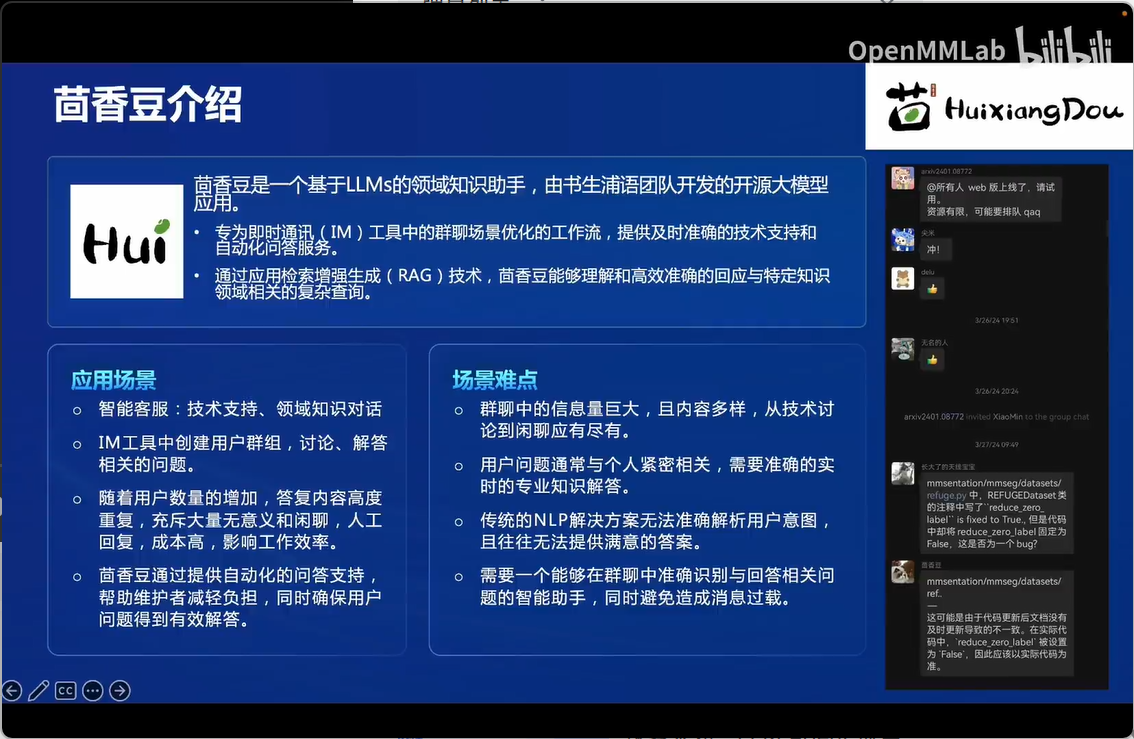 OpenMMLab bilibili
茴香豆介绍
茴 HuixiangDou
Hui
茴香豆是一个基于LLMs的领域知识助手，由书生浦语团队开发的开源大模型
应用。
• 专为即时通讯（IM）工具中的群聊场景优化的工作流，提供及时准确的技术支持和
自动化问答服务。
• 通过应用检索增强生成（RAG）技术，茴香豆能够理解和高效准确的回应与特定知识
领域相关的复杂查询。
应用场景
○ 智能客服：技术支持、领域知识对话
○ IM工具中创建用户群组，讨论、解答
相关的问题。
○ 随着用户数量的增加，答复内容高度
重复，充斥大量无意义和闲聊，人工
回复，成本高，影响工作效率。
○ 茴香豆通过提供自动化的问答支持，
帮助维护者减轻负担，同时确保用户
问题得到有效解答。
场景难点
○ 群聊中的信息量巨大，且内容多样，从技术讨
论到闲聊应有尽有。
○ 用户问题通常与个人紧密相关，需要准确的实
时的专业知识解答。
○ 传统的NLP解决方案无法准确解析用户意图，
且往往无法提供满意的答案。
○ 需要一个能够在群聊中准确识别与回答相关问
题的智能助手，同时避免造成消息过载。
arxiv2401.08772
@所有人 web 版上线了，请试
用。
资源有限，可能要排队 qaq
尖米
冲！
delu
3/26/24 19:51
无名的人
3/26/24 20:24
arxiv2401.08772 invited XiaoMin to the group chat
3/27/24 09:49
长大了的天线宝宝
mmsentation/mmseg/datasets/
refuge.py 中，REFUGEDataset 类
的注释中写了``reduce_zero_
label`` is fixed to True., 但是代码
中却将 reduce_zero_label 固定为
False，这是否为一个 bug?
茴香豆
mmsentation/mmseg/datasets/
ref..
—
这可能是由于代码更新后文档没有
及时更新导致的不一致。在实际代
码中，`reduce_zero_label` 被设置
为 `False`，因此应该以实际代码为
准。
CC